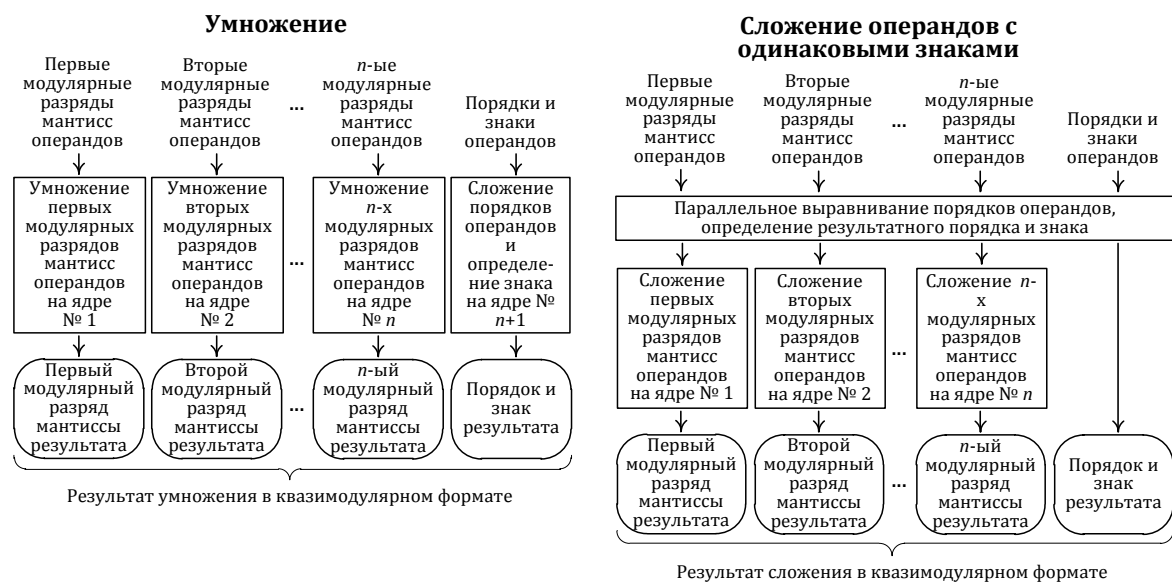 Умножение
Первые
модулярные
разряды
мантисс
операндов
Вторые
модулярные
разряды
мантисс
операндов
...
n-ые
модулярные
разряды
мантисс
операндов
Порядки и
знаки
операндов
Умножение
первых
модулярных
разрядов
мантисс
операндов
на ядре
№ 1
Умножение
вторых
модулярных
разрядов
мантисс
операндов
на ядре
№ 2
...
Умножение
n-х
модулярных
разрядов
мантисс
операндов
на ядре
№ n
Сложение
порядков
операндов
и
определе-
ние знака
на ядре №
n+1
Первый
модулярный
разряд
мантиссы
результата
Второй
модулярный
разряд
мантиссы
результата
...
n-ый
модулярный
разряд
мантиссы
результата
Порядок и
знак
результата
Результат умножения в квазимодулярном формате
Сложение операндов с
одинаковыми знаками
Первые
модулярные
разряды
мантисс
операндов
Вторые
модулярные
разряды
мантисс
операндов
...
n-ые
модулярные
разряды
мантисс
операндов
Порядки и
знаки
операндов
Параллельное выравнивание порядков операндов,
определение результатного порядка и знака
Сложение
первых
модулярных
разрядов
мантисс
операндов
на ядре № 1
Сложение
вторых
модулярных
разрядов
мантисс
операндов
на ядре № 2
...
Сложение n-
х
модулярных
разрядов
мантисс
операндов
на ядре № n
Первый
модулярный
разряд
мантиссы
результата
Второй
модулярный
разряд
мантиссы
результата
...
n-ый
модулярный
разряд
мантиссы
результата
Порядок и
знак
результата
Результат сложения в квазимодулярном формате